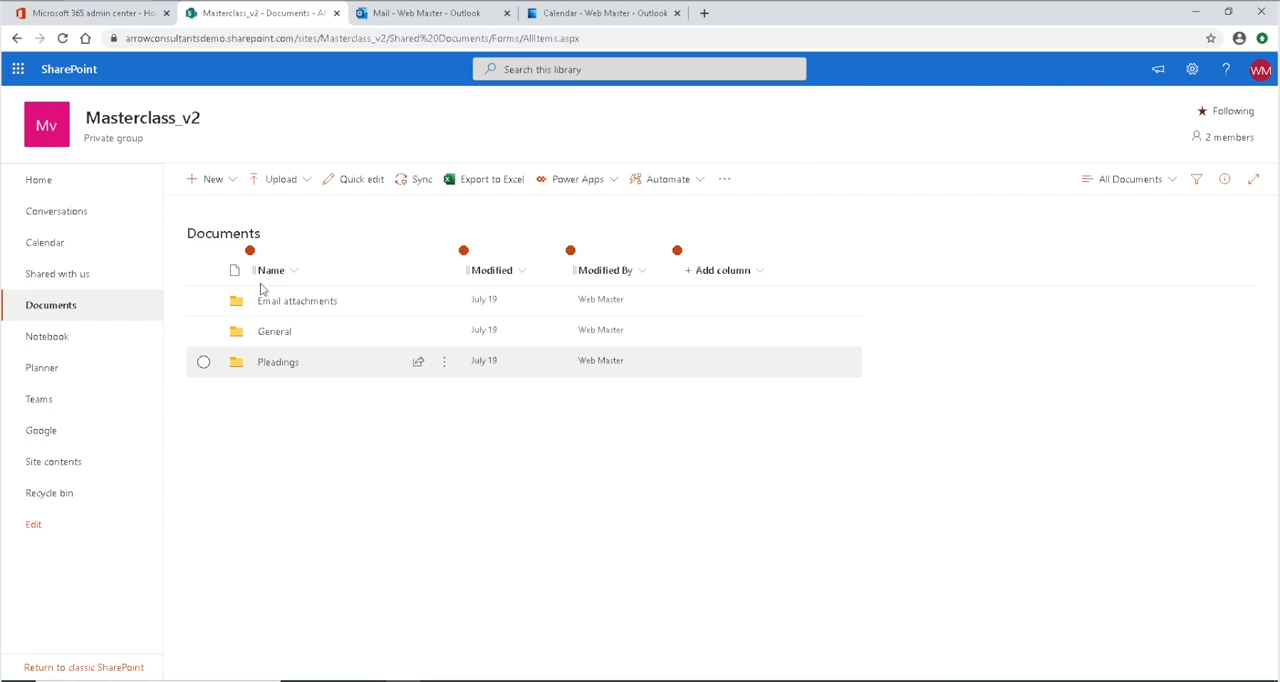 Microsoft 365 admin center - Ho
Masterclass_v2 - Documents - All
Mail - Web Master - Outlook
Calendar - Web Master - Outlook
arrowconsultantsdemo.sharepoint.com/sites/Masterclass_v2/Shared%20Documents/Forms/AllItems.aspx
SharePoint
Search this library
WM
Mv
Masterclass_v2
Private group
Following
2 members
Home
Conversations
Calendar
Shared with us
Documents
Notebook
Planner
Teams
Google
Site contents
Recycle bin
Edit
Return to classic SharePoint
New
Upload
Quick edit
Sync
Export to Excel
Power Apps
Automate
All Documents
Documents
Name
Modified
Modified By
+ Add column
Email attachments
July 19
Web Master
General
July 19
Web Master
Pleadings
July 19
Web Master